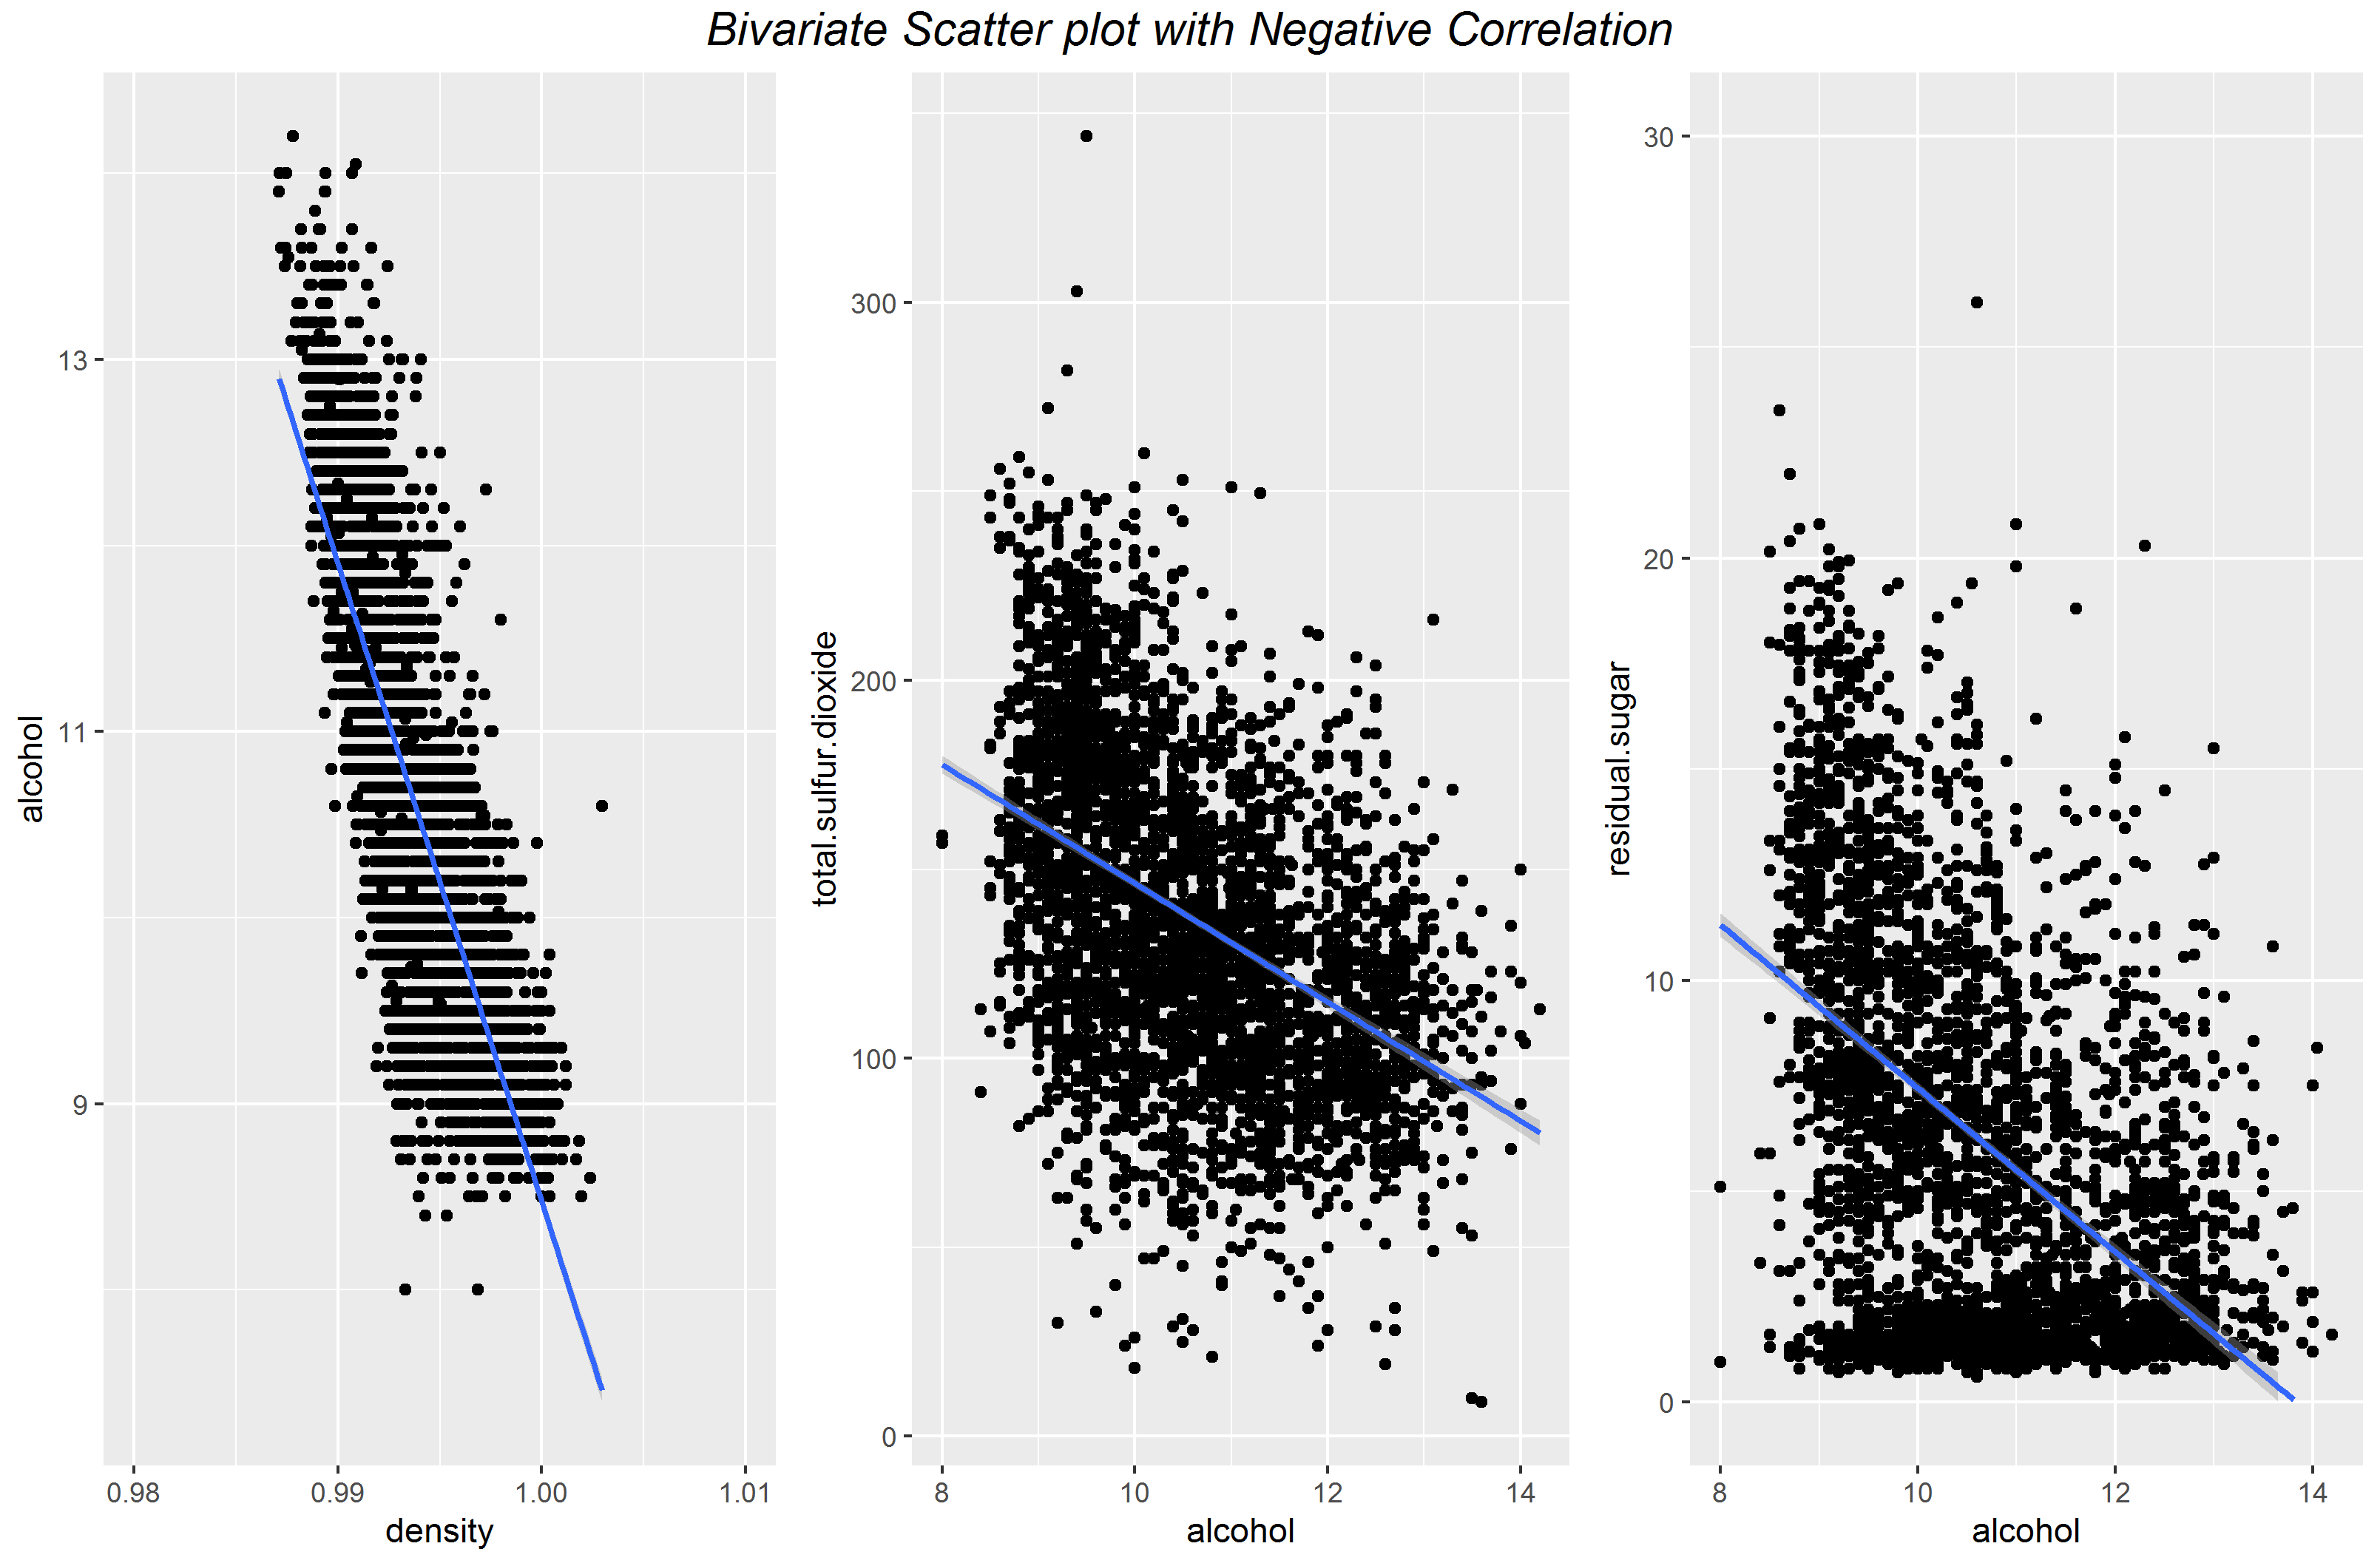 Bivariate Scatter plot with Negative Correlation
alcohol
13
11
9
0.98 0.99 1.00 1.01
density
total.sulfur.dioxide
300
200
100
0
8 10 12 14
alcohol
residual.sugar
30
20
10
0
8 10 12 14
alcohol